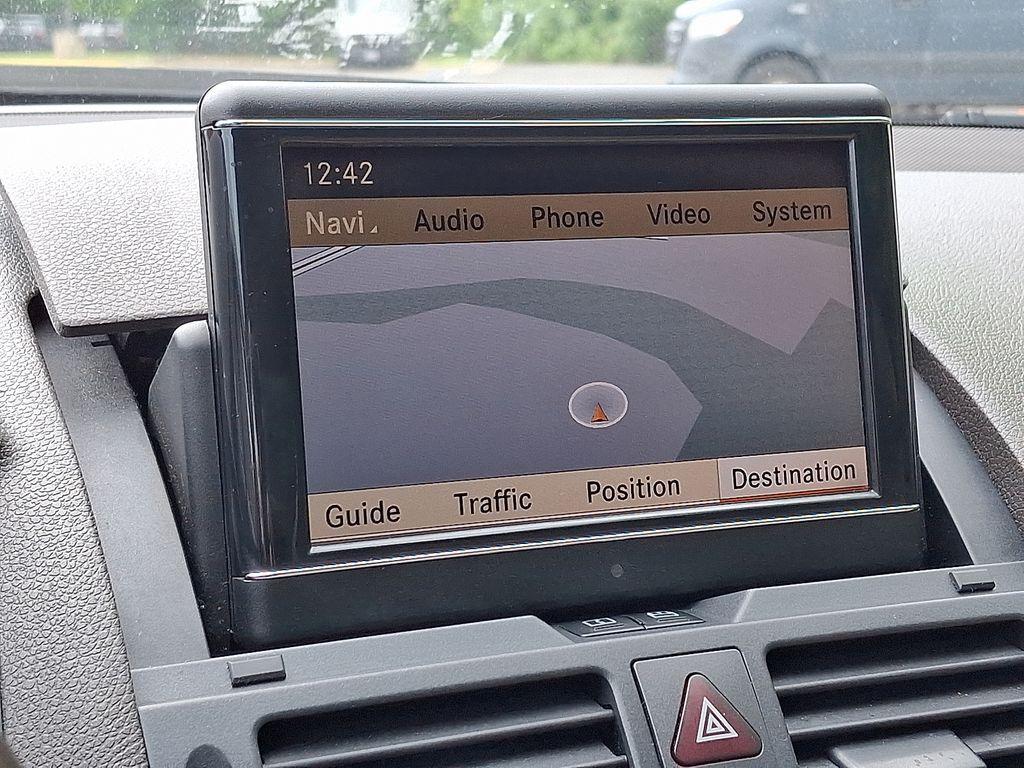 12:42
Navi Audio Phone Video System
Guide Traffic Position Destination